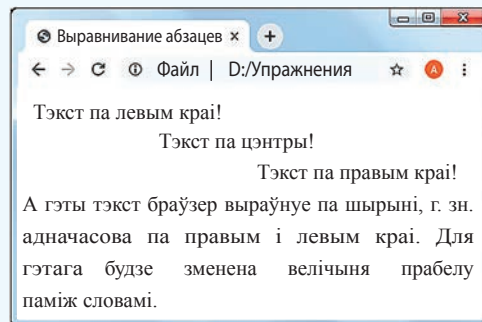 Выравнивание абзацев × +
Файл | D:/Упражнения A
Тэкст па левым краі!
Тэкст па цэнтры!
Тэкст па правым краі!
А гэты тэкст браўзер выраўнуе па шырыні, г. зн.
адначасова па правым і левым краі. Для
гэтага будзе зменена велічыня прабелу
паміж словамі.